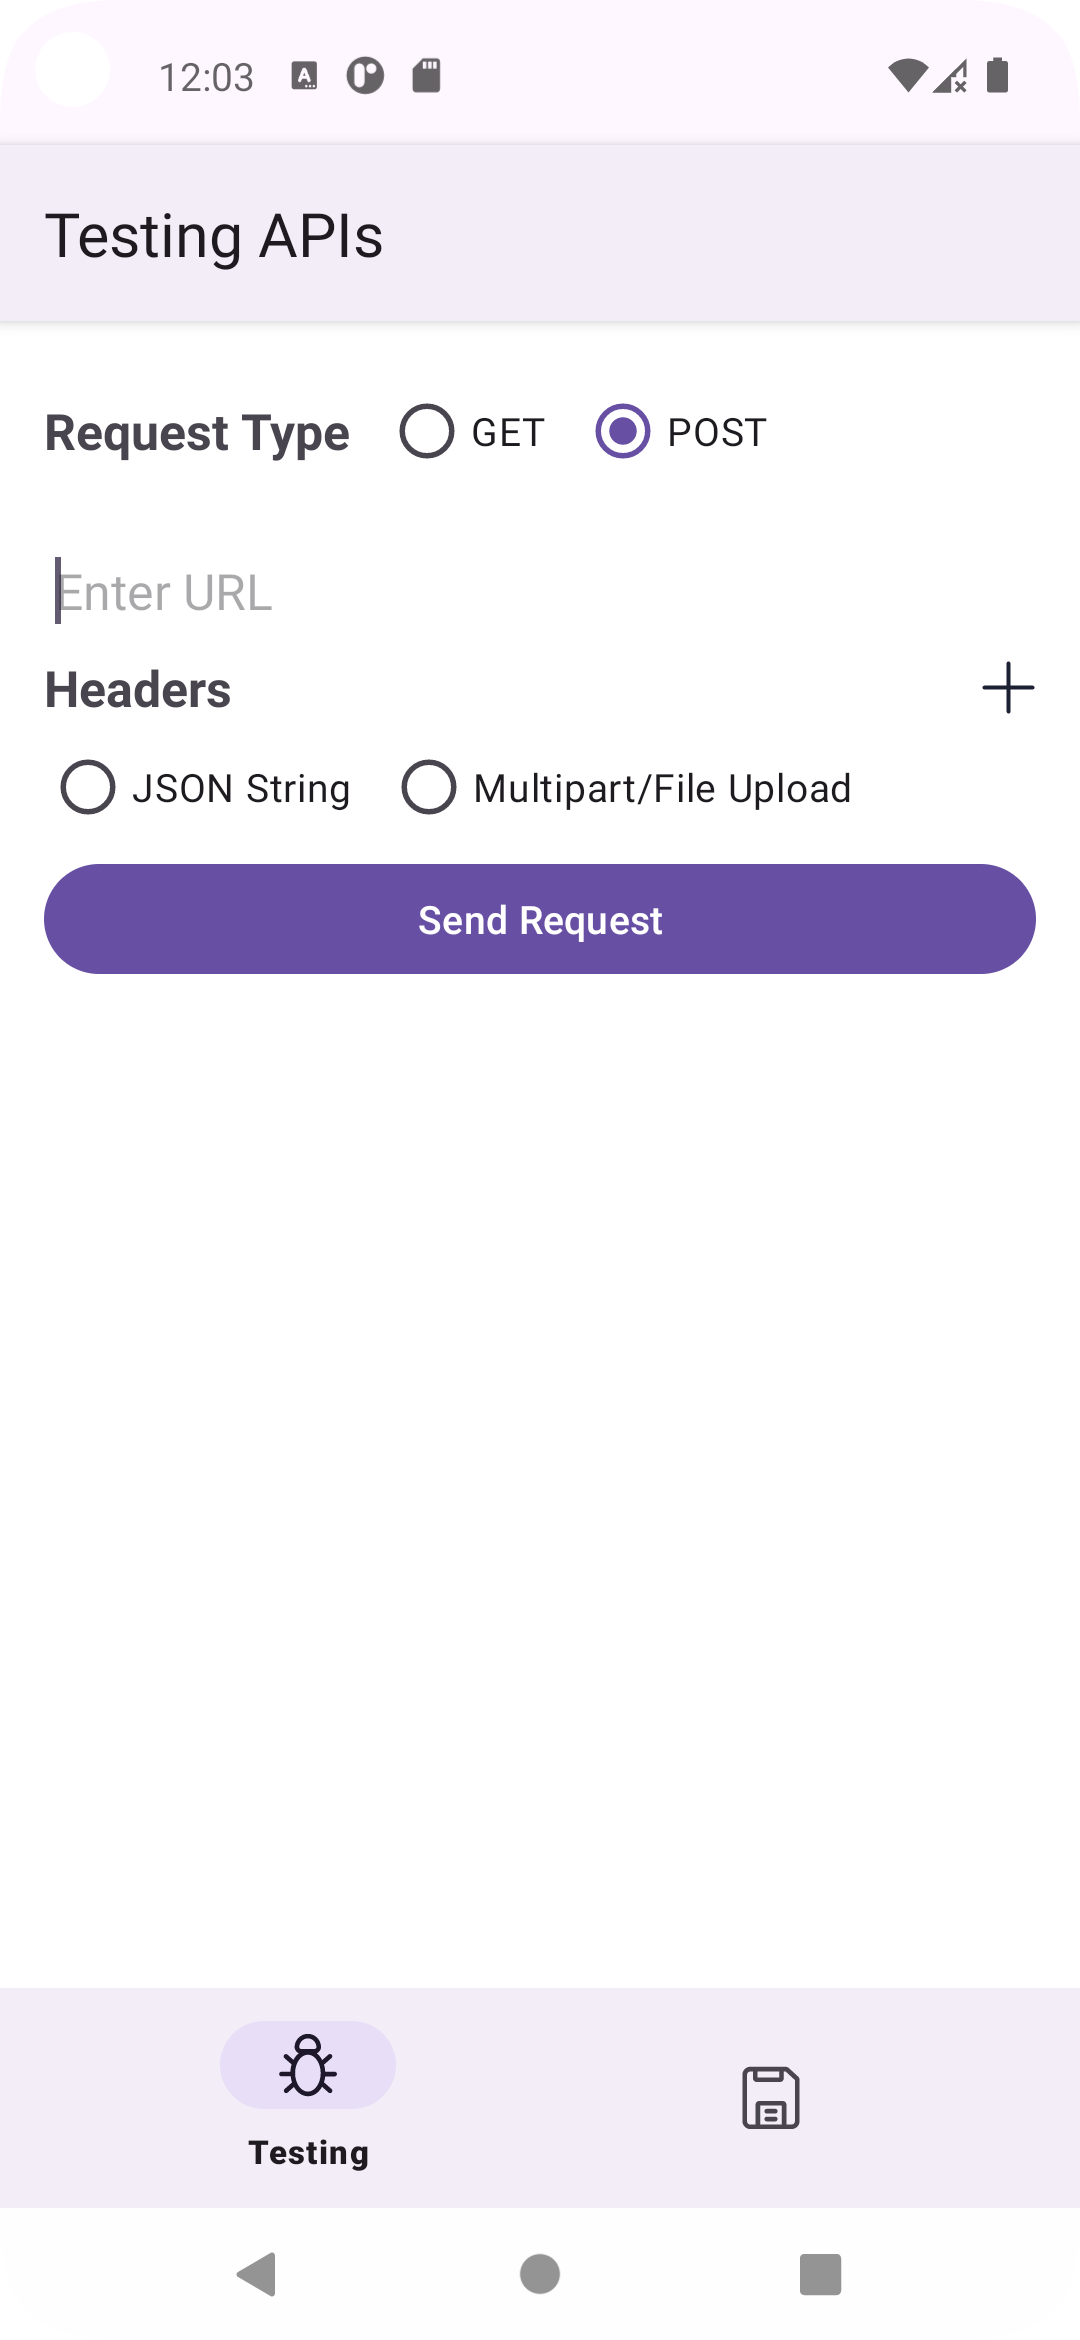 12:03
Testing APIs
Request Type GET POST
Enter URL
Headers
JSON String Multipart/File Upload
Send Request
Testing